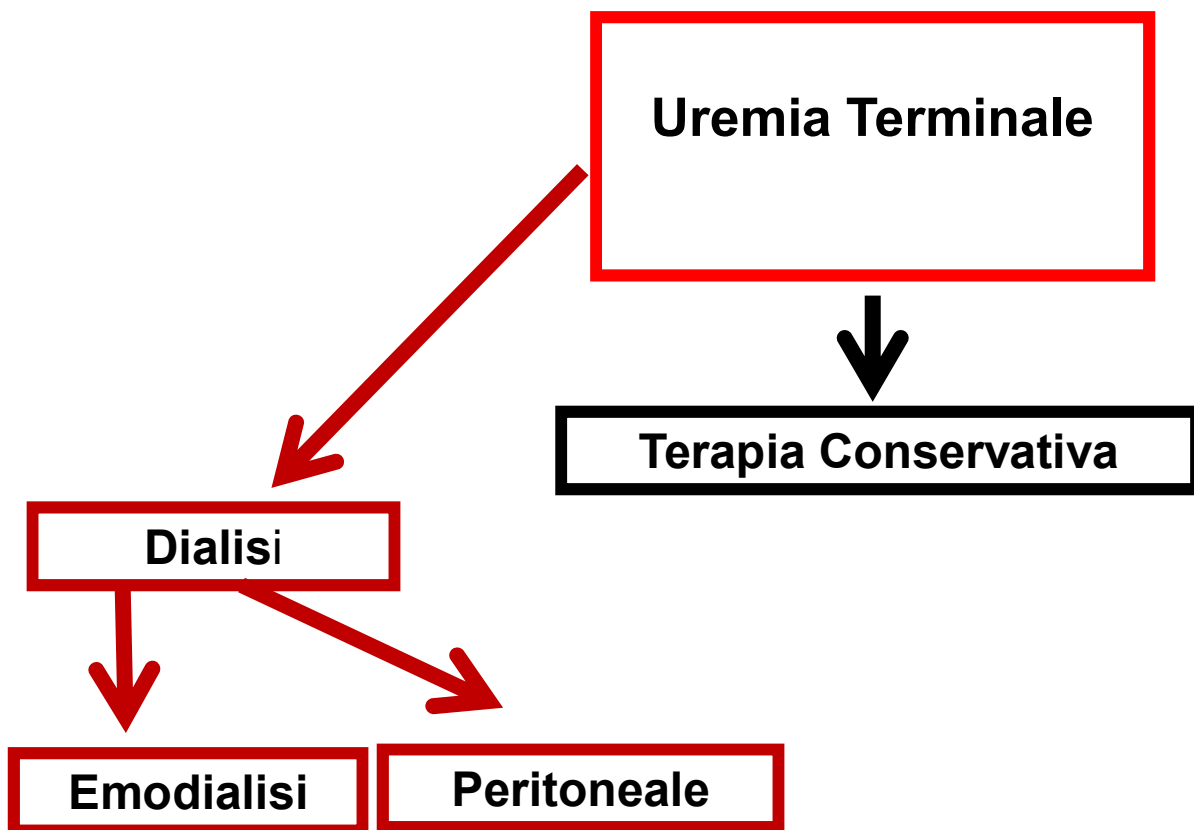 Uremia Terminale
Terapia Conservativa
Dialisi
Emodialisi
Peritoneale